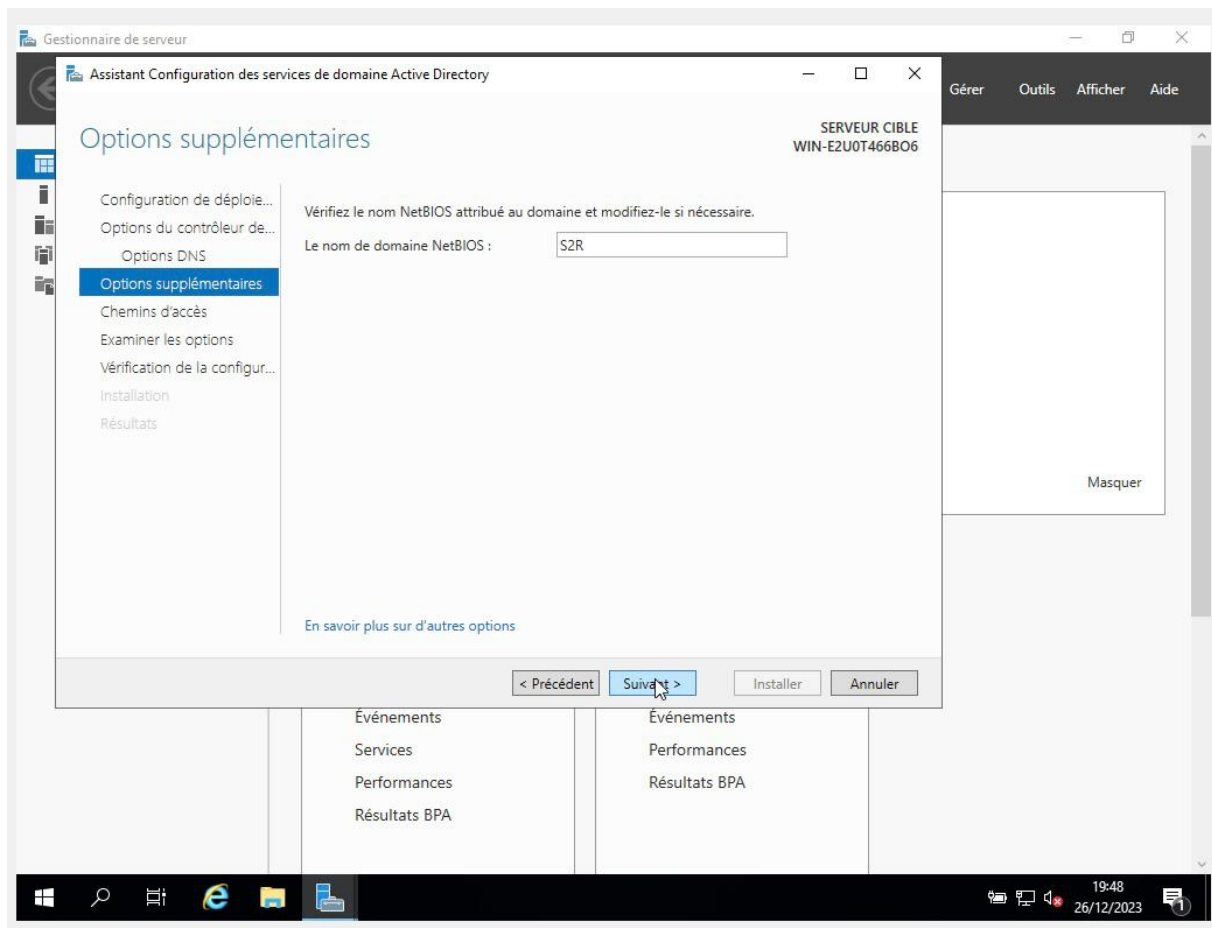 Gestionnaire de serveur
Assistant Configuration des services de domaine Active Directory
Gérer Outils Afficher Aide
Options supplémentaires
SERVEUR CIBLE
WIN-E2U0T466BO6
Configuration de déploie...
Options du contrôleur de...
Options DNS
Options supplémentaires
Chemins d'accès
Examiner les options
Vérification de la configur...
Installation
Résultats
Vérifiez le nom NetBIOS attribué au domaine et modifiez-le si nécessaire.
Le nom de domaine NetBIOS : S2R
Masquer
En savoir plus sur d'autres options
< Précédent Suivant > Installer Annuler
Événements
Services
Performances
Résultats BPA
Événements
Performances
Résultats BPA
19:48
26/12/2023
1